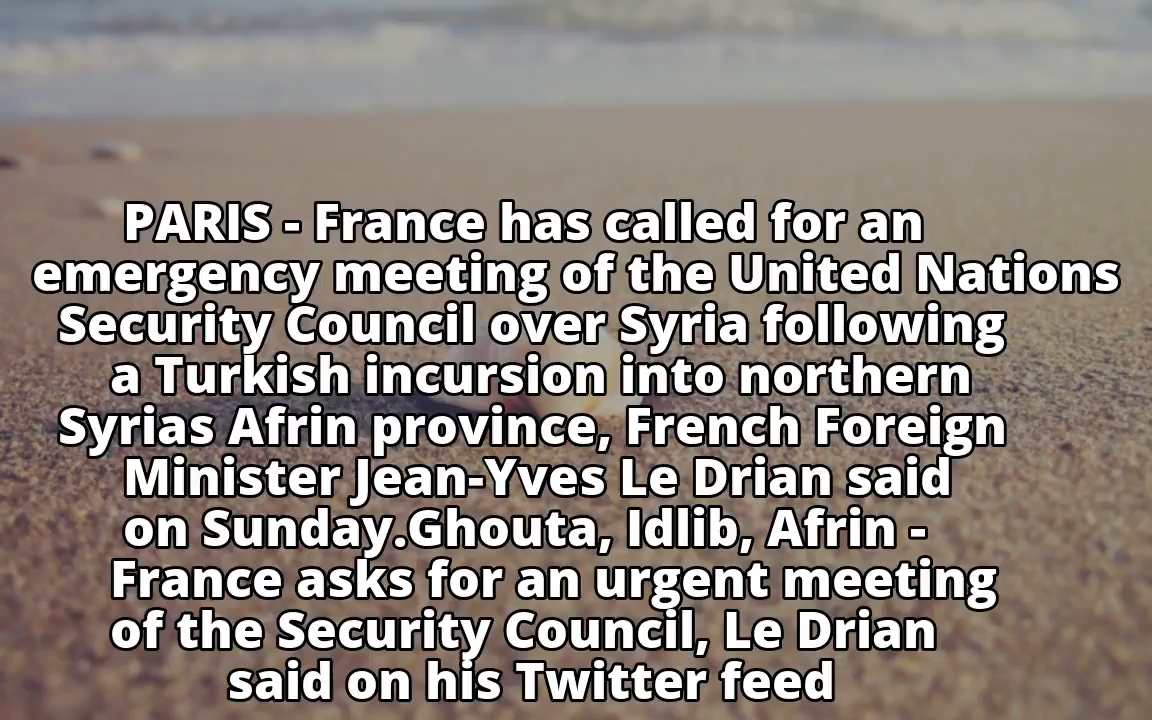 PARIS - France has called for an
emergency meeting of the United Nations
Security Council over Syria following
a Turkish incursion into northern
Syrias Afrin province, French Foreign
Minister Jean-Yves Le Drian said
on Sunday.Ghouta, Idlib, Afrin -
France asks for an urgent meeting
of the Security Council, Le Drian
said on his Twitter feed